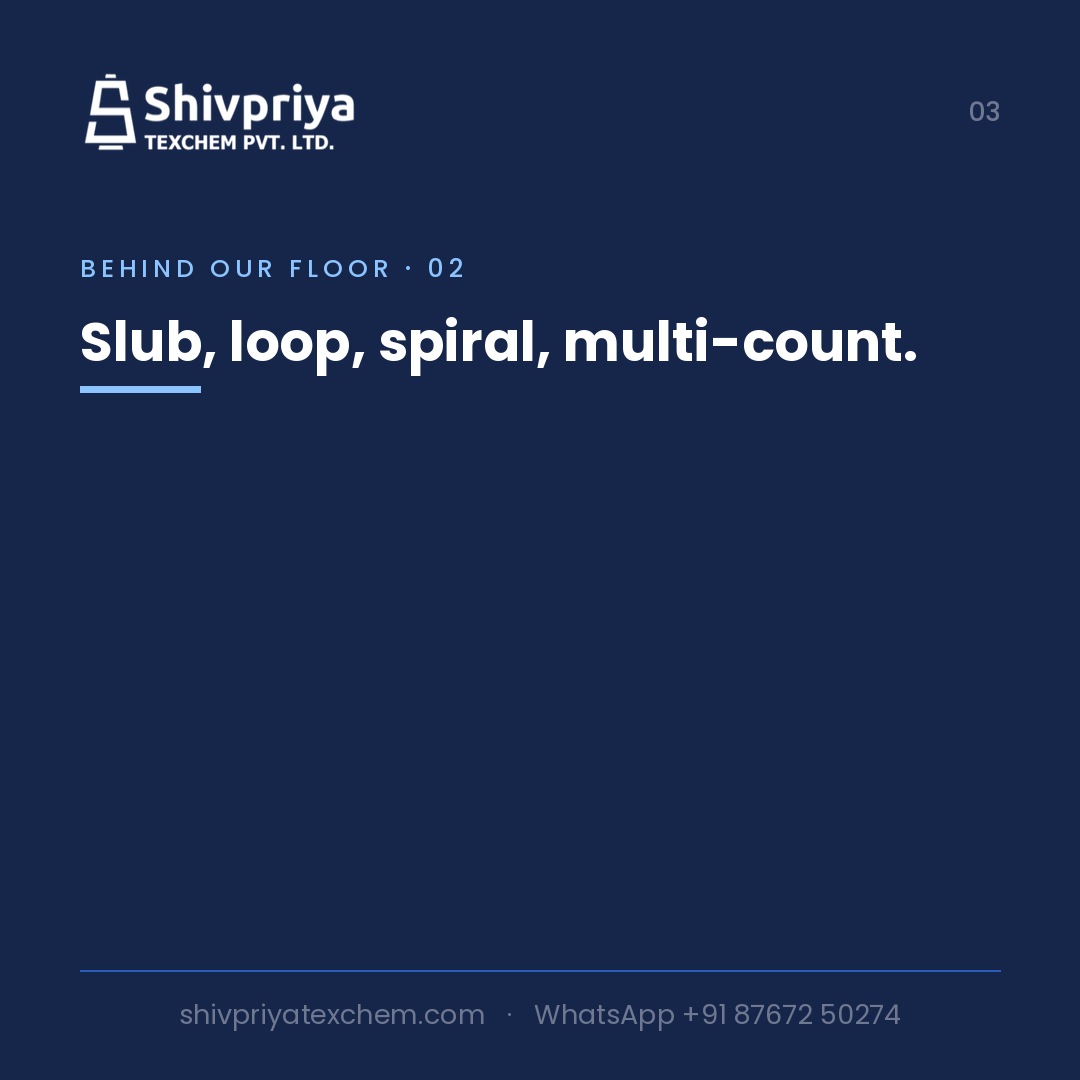 Shivpriya
TEXCHEM PVT. LTD.
03
BEHIND OUR FLOOR · 02
Slub, loop, spiral, multi-count.
shivpriyatexchem.com · WhatsApp +91 87672 50274